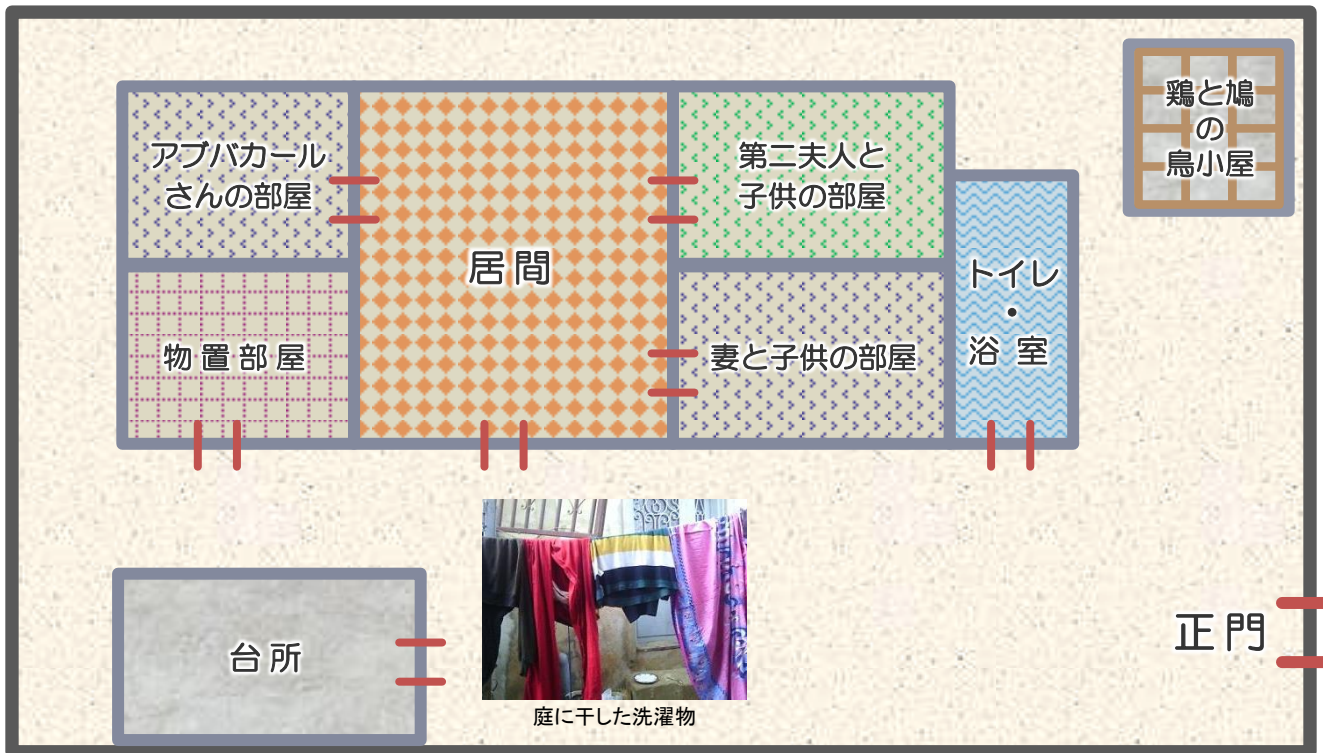 アブバカール
さんの部屋
居間
第二夫人と
子供の部屋
鶏と鳩
の
鳥小屋
物置部屋
妻と子供の部屋
トイレ
・
浴室
台所
庭に干した洗濯物
正門